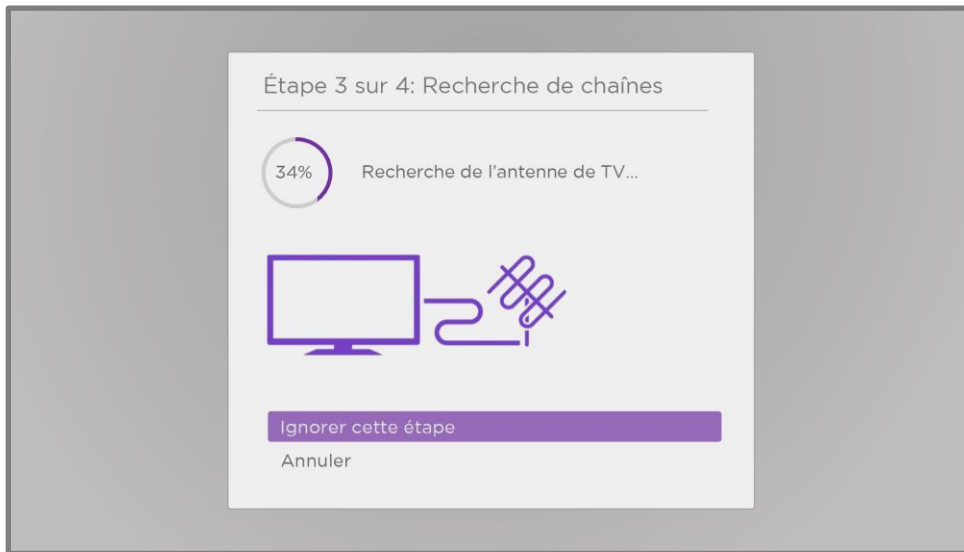 Étape 3 sur 4: Recherche de chaînes
34%
Recherche de l'antenne de TV...
Ignorer cette étape
Annuler